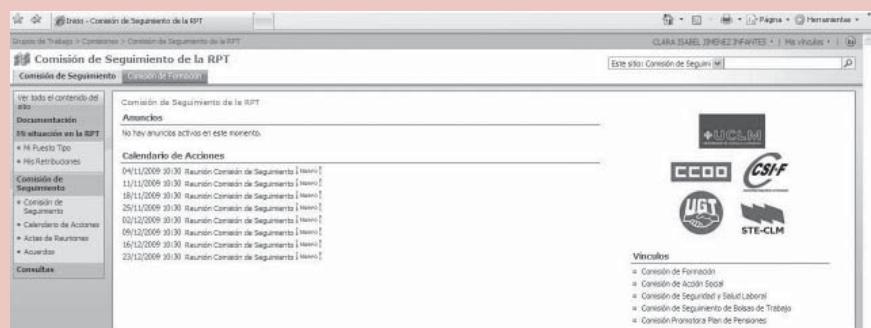 Inicio - Comisión de Seguimiento de la RPT
Página
Herramientas
Grupos de Trabajo > Comisiones > Comisión de Seguimiento de la RPT
CLARA ISABEL JIMENEZ INFANTES
Mis vínculos
Comisión de Seguimiento de la RPT
Este sitio: Comisión de Seguimi
Comisión de Seguimiento
Comisión de Formación
Ver todo el contenido del
sitio
Documentación
Mi situación en la RPT
Mi Puesto Tipo
Mis Retribuciones
Comisión de
Seguimiento
Comisión de
Seguimiento
Calendario de Acciones
Actas de Reuniones
Acuerdos
Consultas
Comisión de Seguimiento de la RPT
Anuncios
No hay anuncios activos en este momento.
Calendario de Acciones
04/11/2009 10:30 Reunión Comisión de Seguimiento ! NUEVO !
11/11/2009 10:30 Reunión Comisión de Seguimiento ! NUEVO !
18/11/2009 10:30 Reunión Comisión de Seguimiento ! NUEVO !
25/11/2009 10:30 Reunión Comisión de Seguimiento ! NUEVO !
02/12/2009 10:30 Reunión Comisión de Seguimiento ! NUEVO !
09/12/2009 10:30 Reunión Comisión de Seguimiento ! NUEVO !
16/12/2009 10:30 Reunión Comisión de Seguimiento ! NUEVO !
23/12/2009 10:30 Reunión Comisión de Seguimiento ! NUEVO !
UCLM
CCOO
CSI-F
UGT
STE-CLM
Vínculos
Comisión de Formación
Comisión de Acción Social
Comisión de Seguridad y Salud Laboral
Comisión de Seguimiento de Bolsas de Trabajo
Comisión Promotora Plan de Pensiones